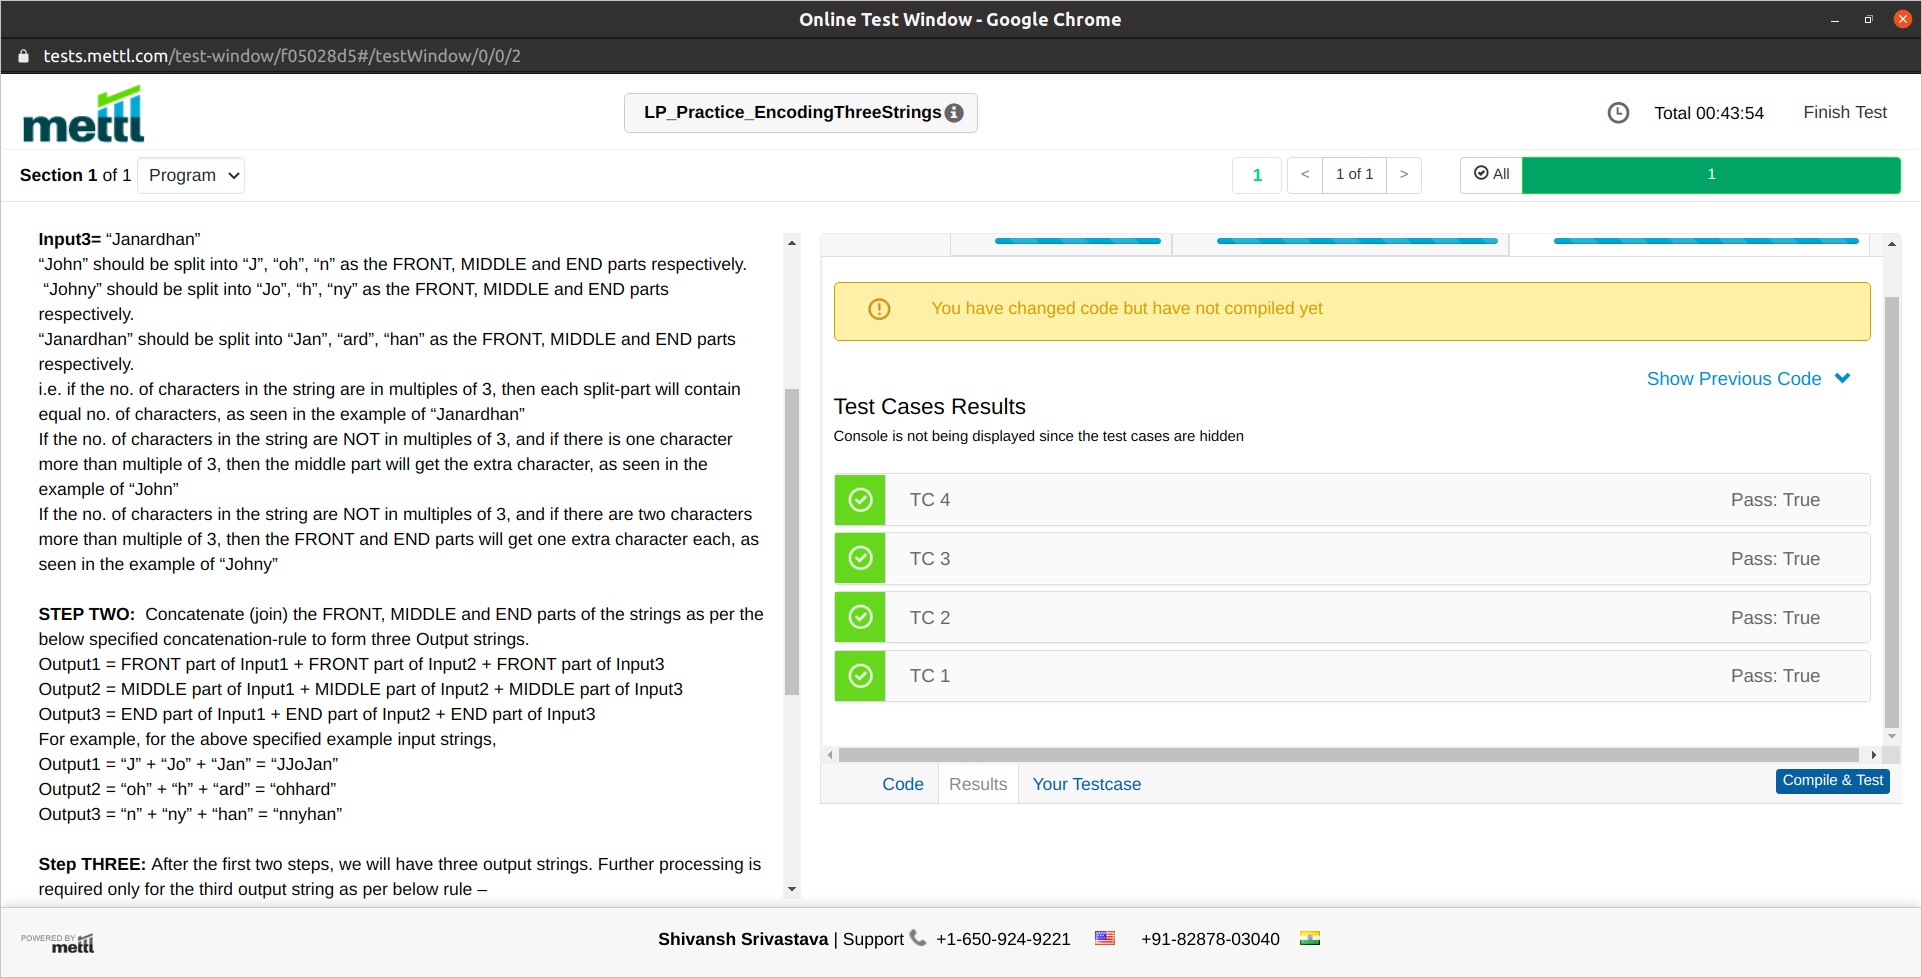 Online Test Window - Google Chrome
tests.mettl.com/test-window/f05028d5#/testWindow/0/0/2
mettl
LP_Practice_EncodingThreeStrings
Total 00:43:54
Finish Test
Section 1 of 1
Program
1
<
1 of 1
>
All
1
Input3= “Janardhan”
“John” should be split into “J”, “oh”, “n” as the FRONT, MIDDLE and END parts respectively.
“Johny” should be split into “Jo”, “h”, “ny” as the FRONT, MIDDLE and END parts
respectively.
“Janardhan” should be split into “Jan”, “ard”, “han” as the FRONT, MIDDLE and END parts
respectively.
i.e. if the no. of characters in the string are in multiples of 3, then each split-part will contain
equal no. of characters, as seen in the example of “Janardhan”
If the no. of characters in the string are NOT in multiples of 3, and if there is one character
more than multiple of 3, then the middle part will get the extra character, as seen in the
example of “John”
If the no. of characters in the string are NOT in multiples of 3, and if there are two characters
more than multiple of 3, then the FRONT and END parts will get one extra character each, as
seen in the example of “Johny”
STEP TWO:  Concatenate (join) the FRONT, MIDDLE and END parts of the strings as per the
below specified concatenation-rule to form three Output strings.
Output1 = FRONT part of Input1 + FRONT part of Input2 + FRONT part of Input3
Output2 = MIDDLE part of Input1 + MIDDLE part of Input2 + MIDDLE part of Input3
Output3 = END part of Input1 + END part of Input2 + END part of Input3
For example, for the above specified example input strings,
Output1 = “J” + “Jo” + “Jan” = “JJoJan”
Output2 = “oh” + “h” + “ard” = “ohhard”
Output3 = “n” + “ny” + “han” = “nnyhan”
Step THREE: After the first two steps, we will have three output strings. Further processing is
required only for the third output string as per below rule –
You have changed code but have not compiled yet
Show Previous Code
Test Cases Results
Console is not being displayed since the test cases are hidden
TC 4 Pass: True
TC 3 Pass: True
TC 2 Pass: True
TC 1 Pass: True
Code
Results
Your Testcase
Compile & Test
POWERED BY
mettl
Shivansh Srivastava | Support +1-650-924-9221 +91-82878-03040